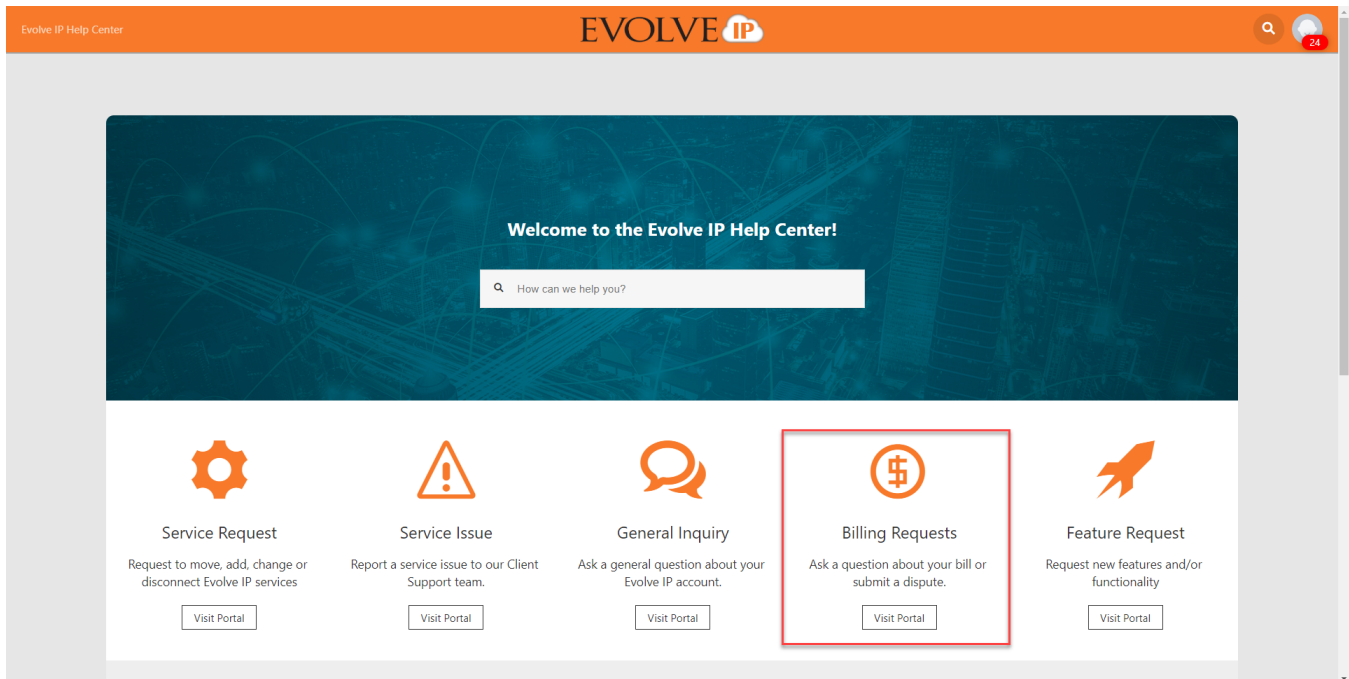 Evolve IP Help Center
EVOLVE IP
24
Welcome to the Evolve IP Help Center!
How can we help you?
Service Request
Request to move, add, change or
disconnect Evolve IP services
Visit Portal
Service Issue
Report a service issue to our Client
Support team.
Visit Portal
General Inquiry
Ask a general question about your
Evolve IP account.
Visit Portal
Billing Requests
Ask a question about your bill or
submit a dispute.
Visit Portal
Feature Request
Request new features and/or
functionality
Visit Portal